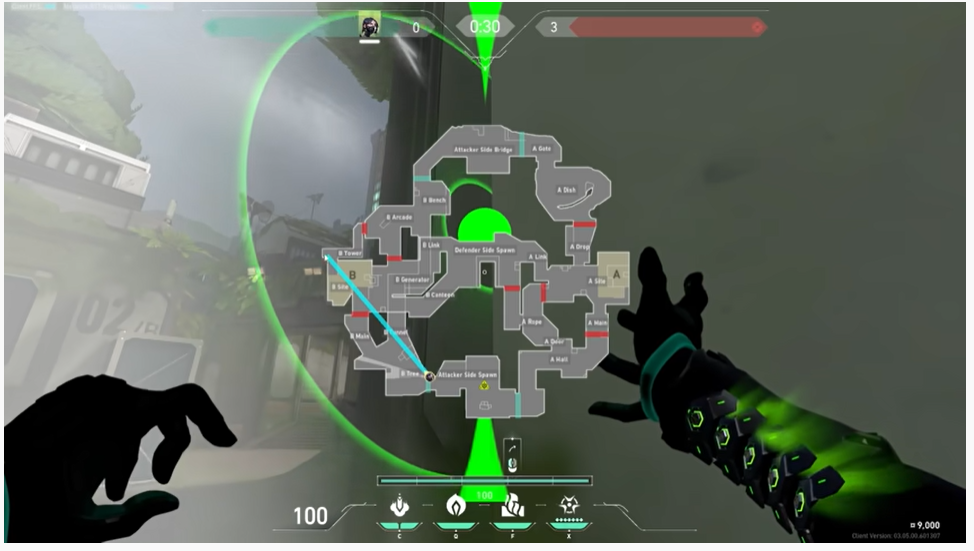 0
0:30
3
Attacker Side Bridge
A Gate
A Dish
B Bench
B Arcade
B Link
Defender Side Spawn
A Drop
B Tower
A Link
B
A
B Site
B Generator
A Site
B Canteen
A Rope
A Main
B Main
A Door
A Hall
B Tree
Attacker Side Spawn
100
100
C
Q
F
X
02/B
¤ 9,000
Client Version: 03.05.00.601307